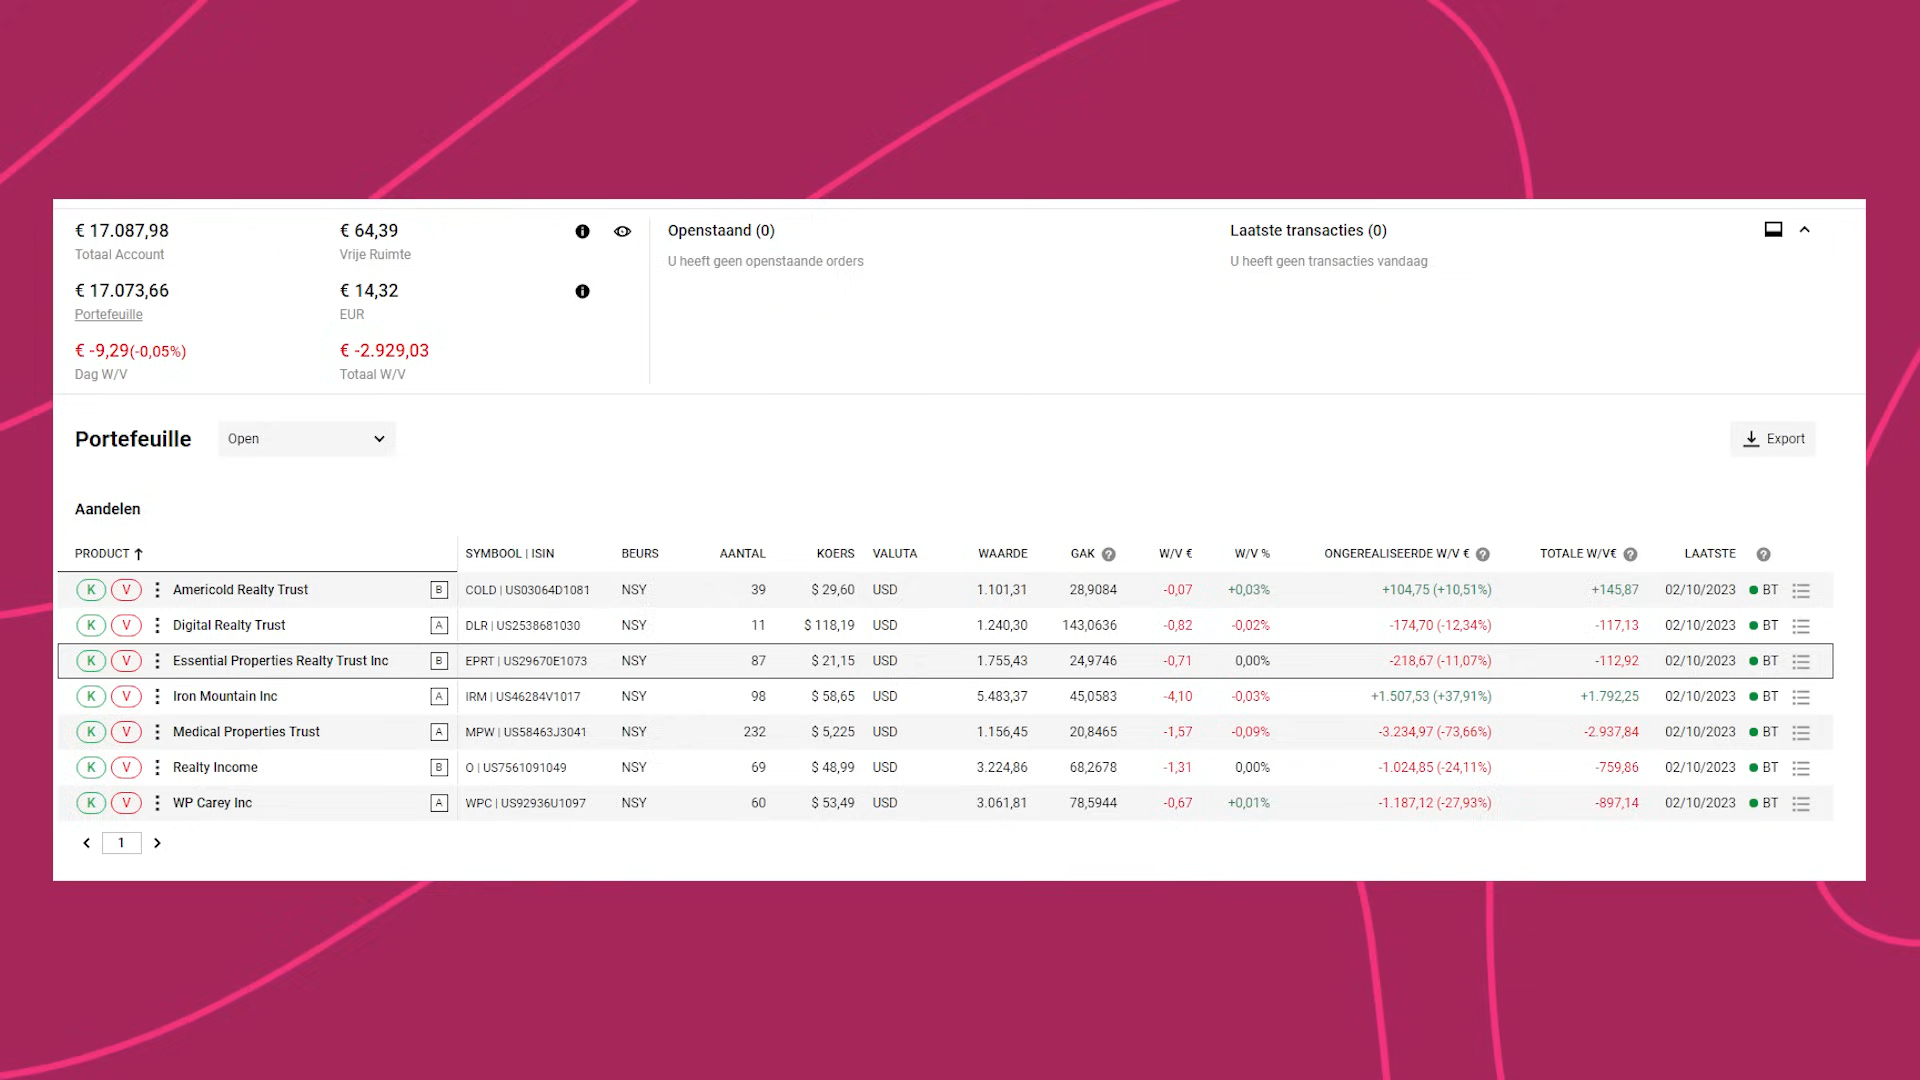 € 17.087,98 € 64,39 Openstaand (0) Laatste transacties (0)
Totaal Account Vrije Ruimte U heeft geen openstaande orders U heeft geen transacties vandaag
€ 17.073,66 € 14,32
Portefeuille EUR
€ -9,29(-0,05%) € -2.929,03
Dag W/V Totaal W/V
Portefeuille Open Export
Aandelen
PRODUCT SYMBOOL | ISIN BEURS AANTAL KOERS VALUTA WAARDE GAK W/V € W/V % ONGEREALISEERDE W/V € TOTALE W/V€ LAATSTE
K V Americold Realty Trust B COLD | US03064D1081 NSY 39 $ 29,60 USD 1.101,31 28,9084 -0,07 +0,03% +104,75 (+10,51%) +145,87 02/10/2023 BT
K V Digital Realty Trust A DLR | US2538681030 NSY 11 $ 118,19 USD 1.240,30 143,0636 -0,82 -0,02% -174,70 (-12,34%) -117,13 02/10/2023 BT
K V Essential Properties Realty Trust Inc B EPRT | US29670E1073 NSY 87 $ 21,15 USD 1.755,43 24,9746 -0,71 0,00% -218,67 (-11,07%) -112,92 02/10/2023 BT
K V Iron Mountain Inc A IRM | US46284V1017 NSY 98 $ 58,65 USD 5.483,37 45,0583 -4,10 -0,03% +1.507,53 (+37,91%) +1.792,25 02/10/2023 BT
K V Medical Properties Trust A MPW | US58463J3041 NSY 232 $ 5,225 USD 1.156,45 20,8465 -1,57 -0,09% -3.234,97 (-73,66%) -2.937,84 02/10/2023 BT
K V Realty Income B O | US7561091049 NSY 69 $ 48,99 USD 3.224,86 68,2678 -1,31 0,00% -1.024,85 (-24,11%) -759,86 02/10/2023 BT
K V WP Carey Inc A WPC | US92936U1097 NSY 60 $ 53,49 USD 3.061,81 78,5944 -0,67 +0,01% -1.187,12 (-27,93%) -897,14 02/10/2023 BT
1